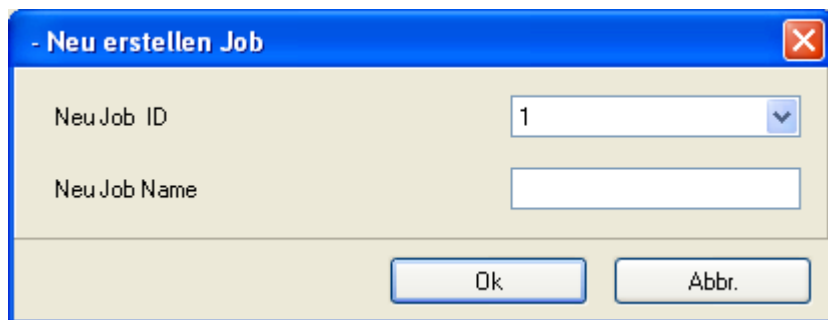 - Neu erstellen Job
Neu Job ID
1
Neu Job Name
Ok
Abbr.